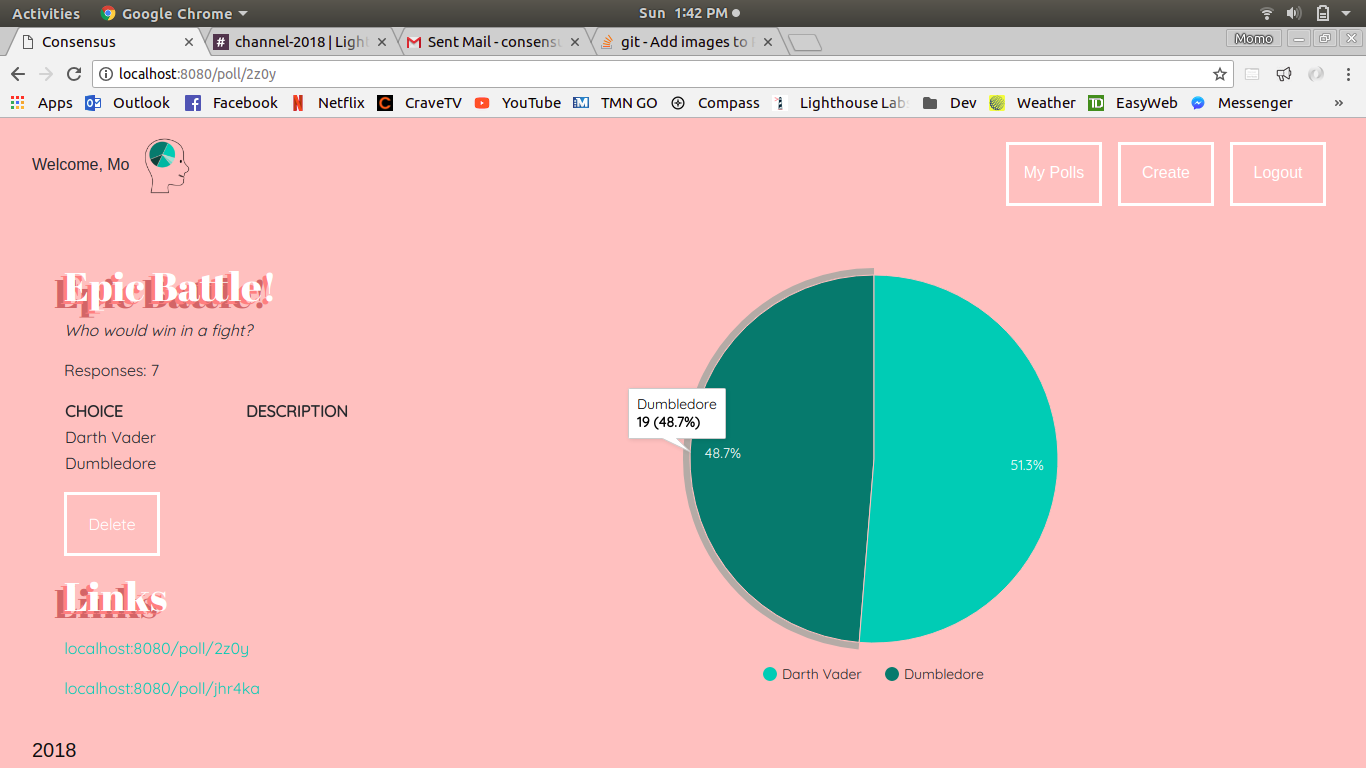 Activities Google Chrome Sun 1:42 PM
Consensus channel-2018 | Sent Mail - git - Add images to Momo
localhost:8080/poll/2z0y
Apps Outlook Facebook Netflix CraveTV YouTube TMN GO Compass Lighthouse Dev Weather EasyWeb Messenger »
Welcome, Mo
My Polls Create Logout
Epic Battle!
Who would win in a fight?
Responses: 7
CHOICE DESCRIPTION
Darth Vader
Dumbledore
Delete
Links
localhost:8080/poll/2z0y
localhost:8080/poll/jhr4ka
Dumbledore
19 (48.7%)
48.7%
51.3%
Darth Vader Dumbledore
2018